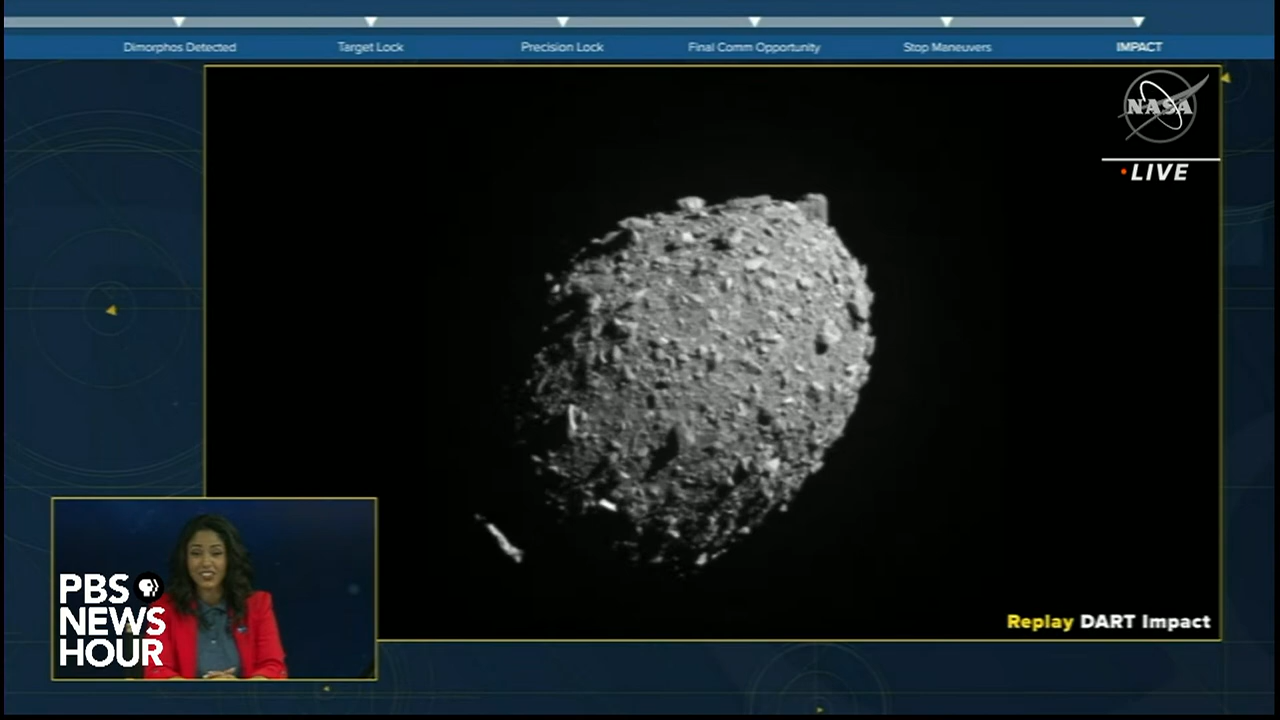 Dimorphos Detected
Target Lock
Precision Lock
Final Comm Opportunity
Stop Maneuvers
IMPACT
NASA
LIVE
Replay DART Impact
PBS
NEWS
HOUR